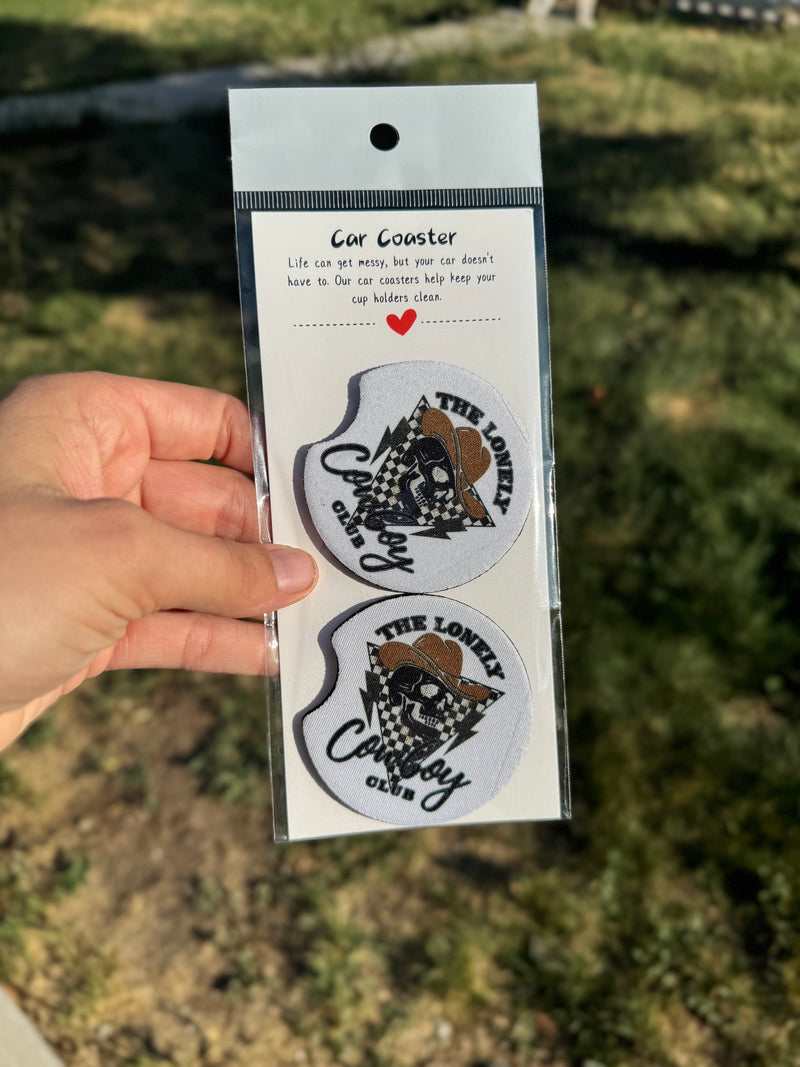 Car Coaster
Life can get messy, but your car doesn't
have to. Our car coasters help keep your
cup holders clean.
THE LONELY
Cowboy
CLUB
THE LONELY
Cowboy
CLUB